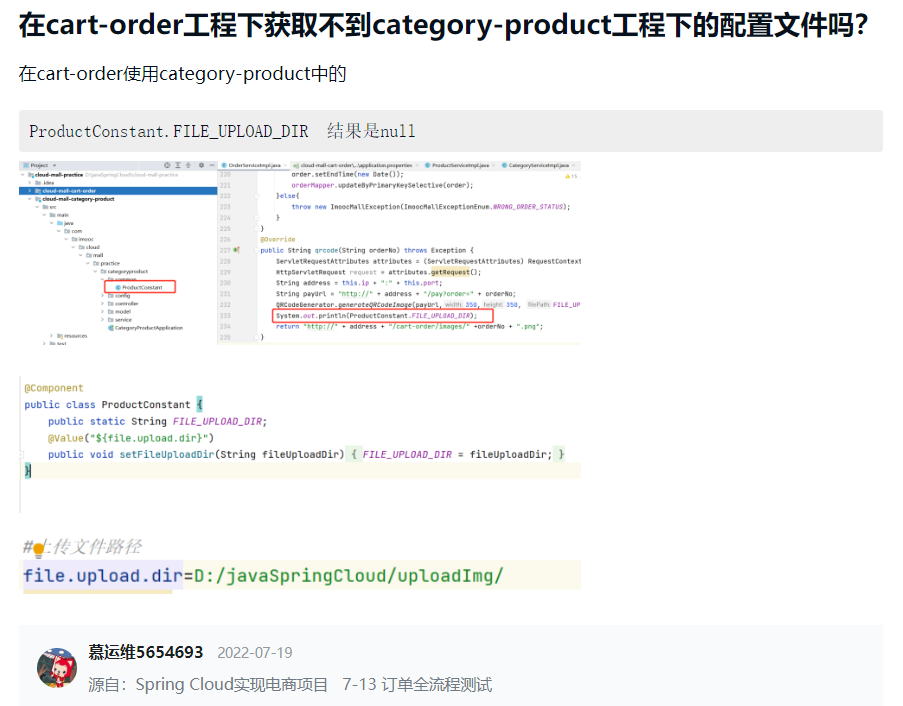 在cart-order工程下获取不到category-product工程下的配置文件吗？
在cart-order使用category-product中的
ProductConstant.FILE_UPLOAD_DIR 结果是null
Project
OrderServiceImpl.java
cloud-mall-cart-order\...\application.properties
ProductServiceImpl.java
CategoryServiceImpl.java
cloud-mall-practice D:\javaSpringCloud\cloud-mall-practice
.idea
cloud-mall-cart-order
cloud-mall-category-product
src
main
java
com
imooc
cloud
mall
practice
categoryproduct
common
ProductConstant
config
controller
model
service
CategoryProductApplication
resources
test
220 order.setEndTime(new Date());
221 orderMapper.updateByPrimaryKeySelective(order);
222 }else{
223 throw new ImoocMallException(ImoocMallExceptionEnum.WRONG_ORDER_STATUS);
224 }
225 }
226 @Override
227 public String qrcode(String orderNo) throws Exception {
228 ServletRequestAttributes attributes = (ServletRequestAttributes) RequestContext
229 HttpServletRequest request = attributes.getRequest();
230 String address = this.ip + ":" + this.port;
231 String payUrl = "http://" + address + "/pay?order=" + orderNo;
232 QRCodeGenerator.generateQRCodeImage(payUrl, width: 350, height: 350, filePath: FILE_UP
233 System.out.println(ProductConstant.FILE_UPLOAD_DIR);
234 return "http://" + address + "/cart-order/images/" +orderNo + ".png";
235 }
@Component
public class ProductConstant {
public static String FILE_UPLOAD_DIR;
@Value("${file.upload.dir}")
public void setFileUploadDir(String fileUploadDir) { FILE_UPLOAD_DIR = fileUploadDir; }
}
#上传文件路径
file.upload.dir=D:/javaSpringCloud/uploadImg/
慕运维5654693 2022-07-19
源自：Spring Cloud实现电商项目 7-13 订单全流程测试